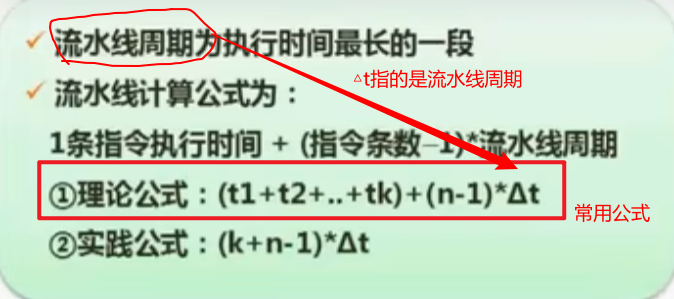 ✓ 流水线周期为执行时间最长的一段
△t指的是流水线周期
✓ 流水线计算公式为：
1条指令执行时间 + (指令条数–1)*流水线周期
①理论公式：(t1+t2+..+tk)+(n-1)*Δt
常用公式
②实践公式：(k+n-1)*Δt